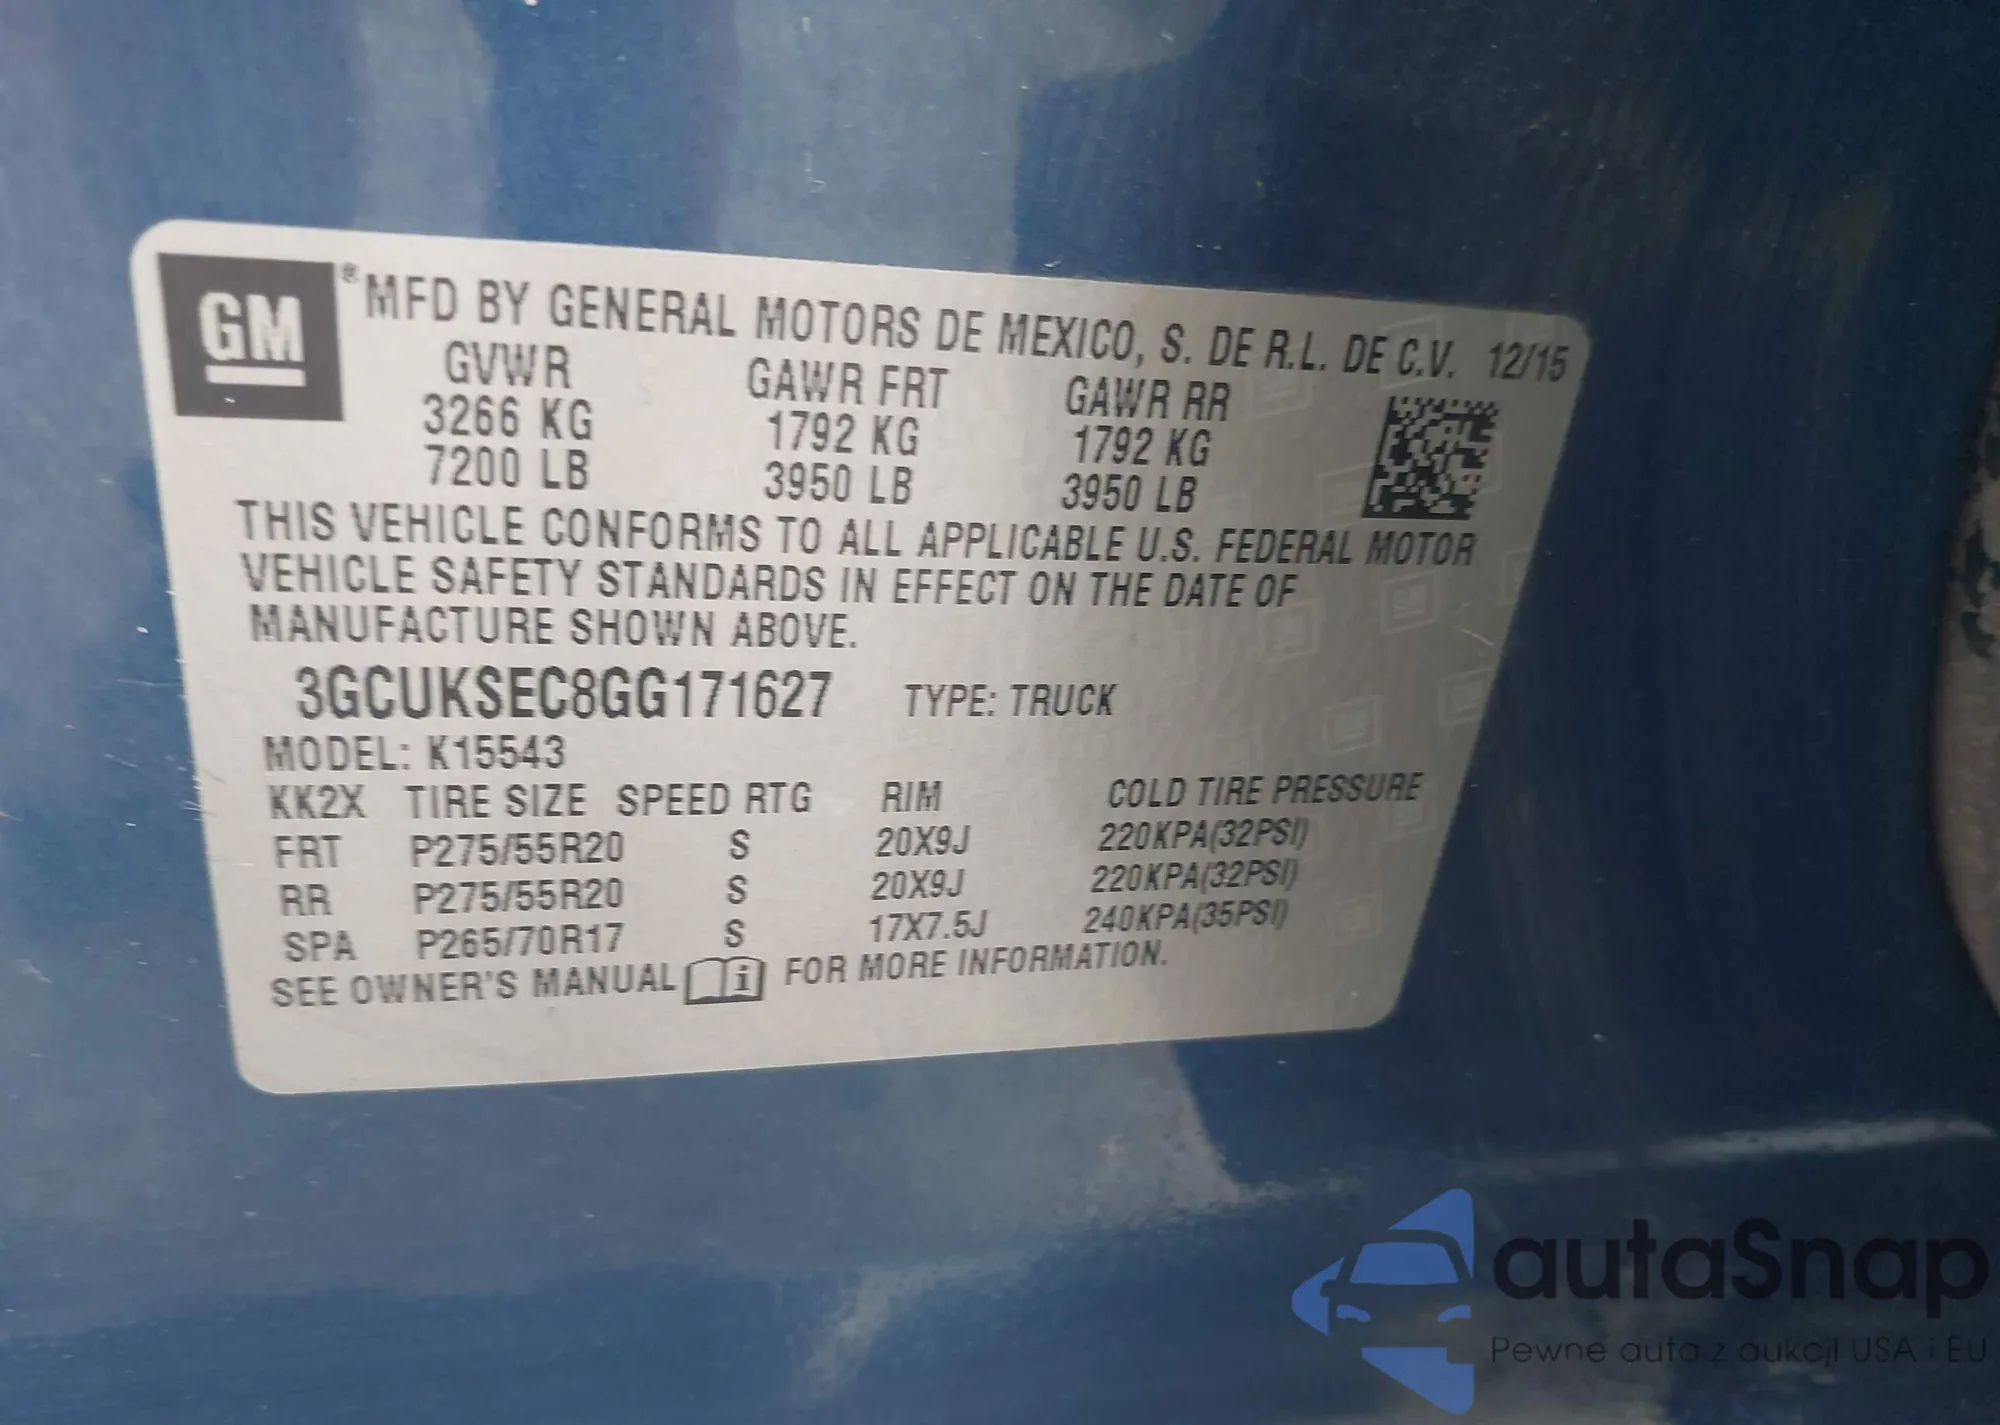 GM ® MFD BY GENERAL MOTORS DE MEXICO, S. DE R.L. DE C.V. 12/15
GVWR GAWR FRT GAWR RR
3266 KG 1792 KG 1792 KG
7200 LB 3950 LB 3950 LB
THIS VEHICLE CONFORMS TO ALL APPLICABLE U.S. FEDERAL MOTOR
VEHICLE SAFETY STANDARDS IN EFFECT ON THE DATE OF
MANUFACTURE SHOWN ABOVE.
3GCUKSEC8GG171627 TYPE: TRUCK
MODEL: K15543
KK2X TIRE SIZE SPEED RTG RIM COLD TIRE PRESSURE
FRT P275/55R20 S 20X9J 220KPA(32PSI)
RR P275/55R20 S 20X9J 220KPA(32PSI)
SPA P265/70R17 S 17X7.5J 240KPA(35PSI)
SEE OWNER'S MANUAL i FOR MORE INFORMATION.
autaSnap
Pewne auta z aukcji USA i EU